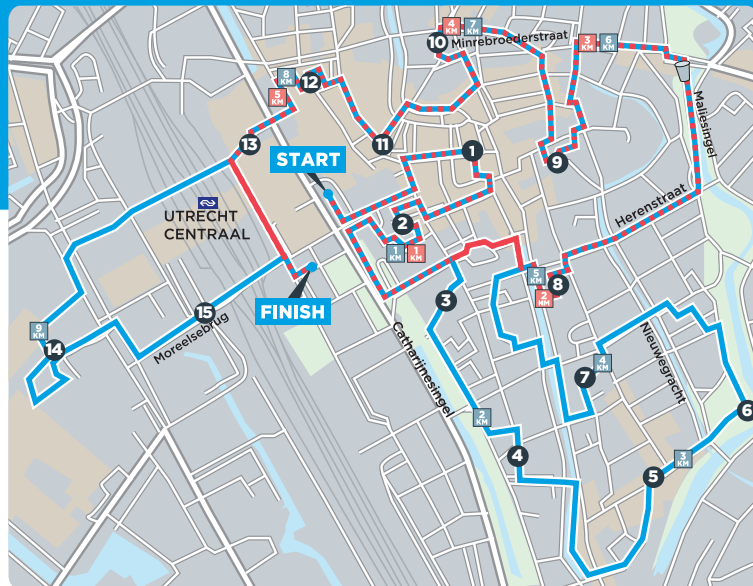 4
KM
7
KM
10
Minrebroederstraat
3
KM
6
KM
8
KM
12
5
KM
Maliesingel
11
1
13
START
9
UTRECHT
CENTRAAL
2
Herenstraat
1
KM
1
KM
5
KM
8
2
KM
FINISH
3
15
Moreelsebrug
9
KM
14
Catharijnesingel
Nieuwegracht
4
KM
7
2
KM
6
4
3
KM
5